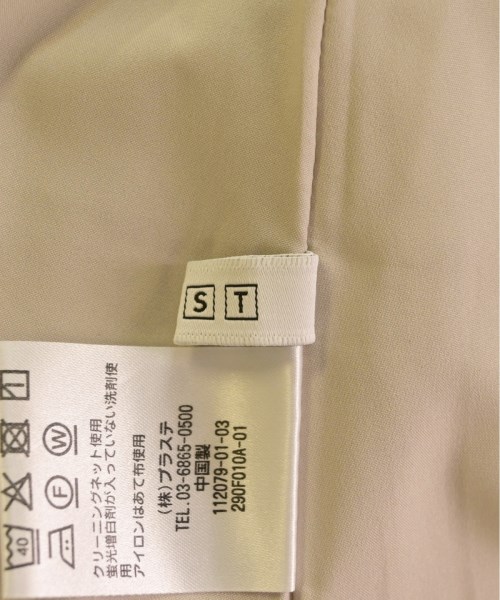 S T
1
W
F
40
クリーニングネット使用
蛍光増白剤が入っていない洗剤使
用
アイロンはあて布使用
(株)プラステ
TEL.03-6865-0500
中国製
112079-01-03
290F010A-01